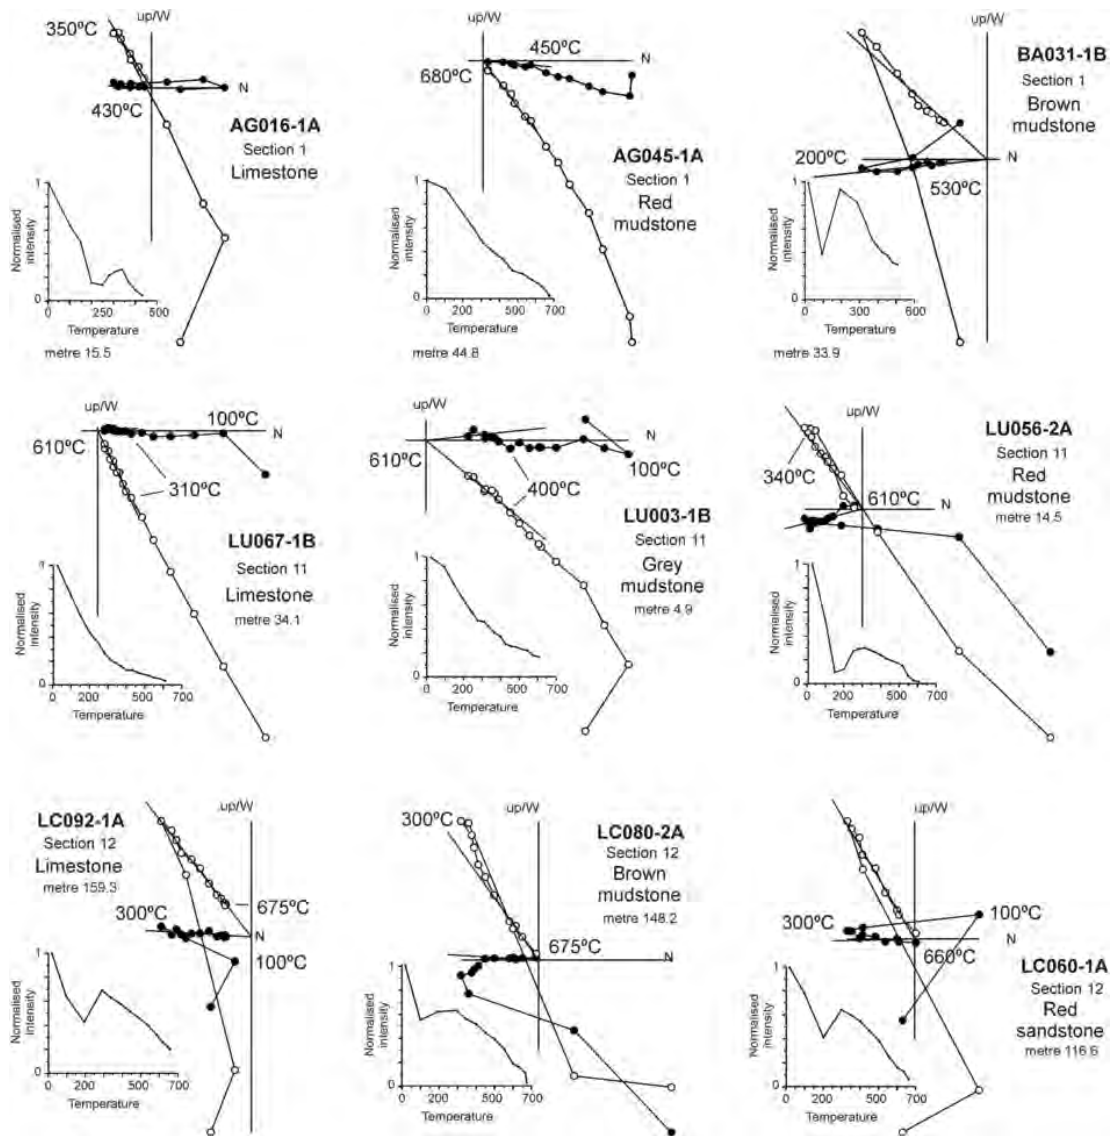 up/W
350ºC
N
430ºC
AG016-1A
Section 1
Limestone
1
Normalised
intensity
0
0
250
500
Temperature
metre 15.5
up/W
450ºC
N
680ºC
AG045-1A
Section 1
Red
mudstone
1
Normalised
intensity
0
0
200
500
700
Temperature
metre 44.8
up/W
BA031-1B
Section 1
Brown
mudstone
200ºC
N
530ºC
1
Normalised
intensity
0
0
300
600
Temperature
metre 33.9
up/W
100ºC
N
610ºC
310ºC
LU067-1B
Section 11
Limestone
metre 34.1
1
Normalised
intensity
0
0
200
500
700
Temperature
up/W
N
610ºC
100ºC
400ºC
LU003-1B
Section 11
Grey
mudstone
metre 4.9
1
Normalised
intensity
0
0
200
500
700
Temperature
up/W
LU056-2A
Section 11
Red
mudstone
metre 14.5
340ºC
610ºC
N
1
Normalised
intensity
0
0
200
500
700
Temperature
up/W
LC092-1A
Section 12
Limestone
metre 159.3
675ºC
300ºC
N
100ºC
1
Normalised
intensity
0
0
200
500
700
Temperature
up/W
300ºC
LC080-2A
Section 12
Brown
mudstone
metre 148.2
675ºC
N
1
Normalised
intensity
0
0
200
500
700
Temperature
up/W
300ºC
100ºC
N
660ºC
LC060-1A
Section 12
Red
sandstone
metre 116.6
1
Normalised
intensity
0
0
200
500
700
Temperature